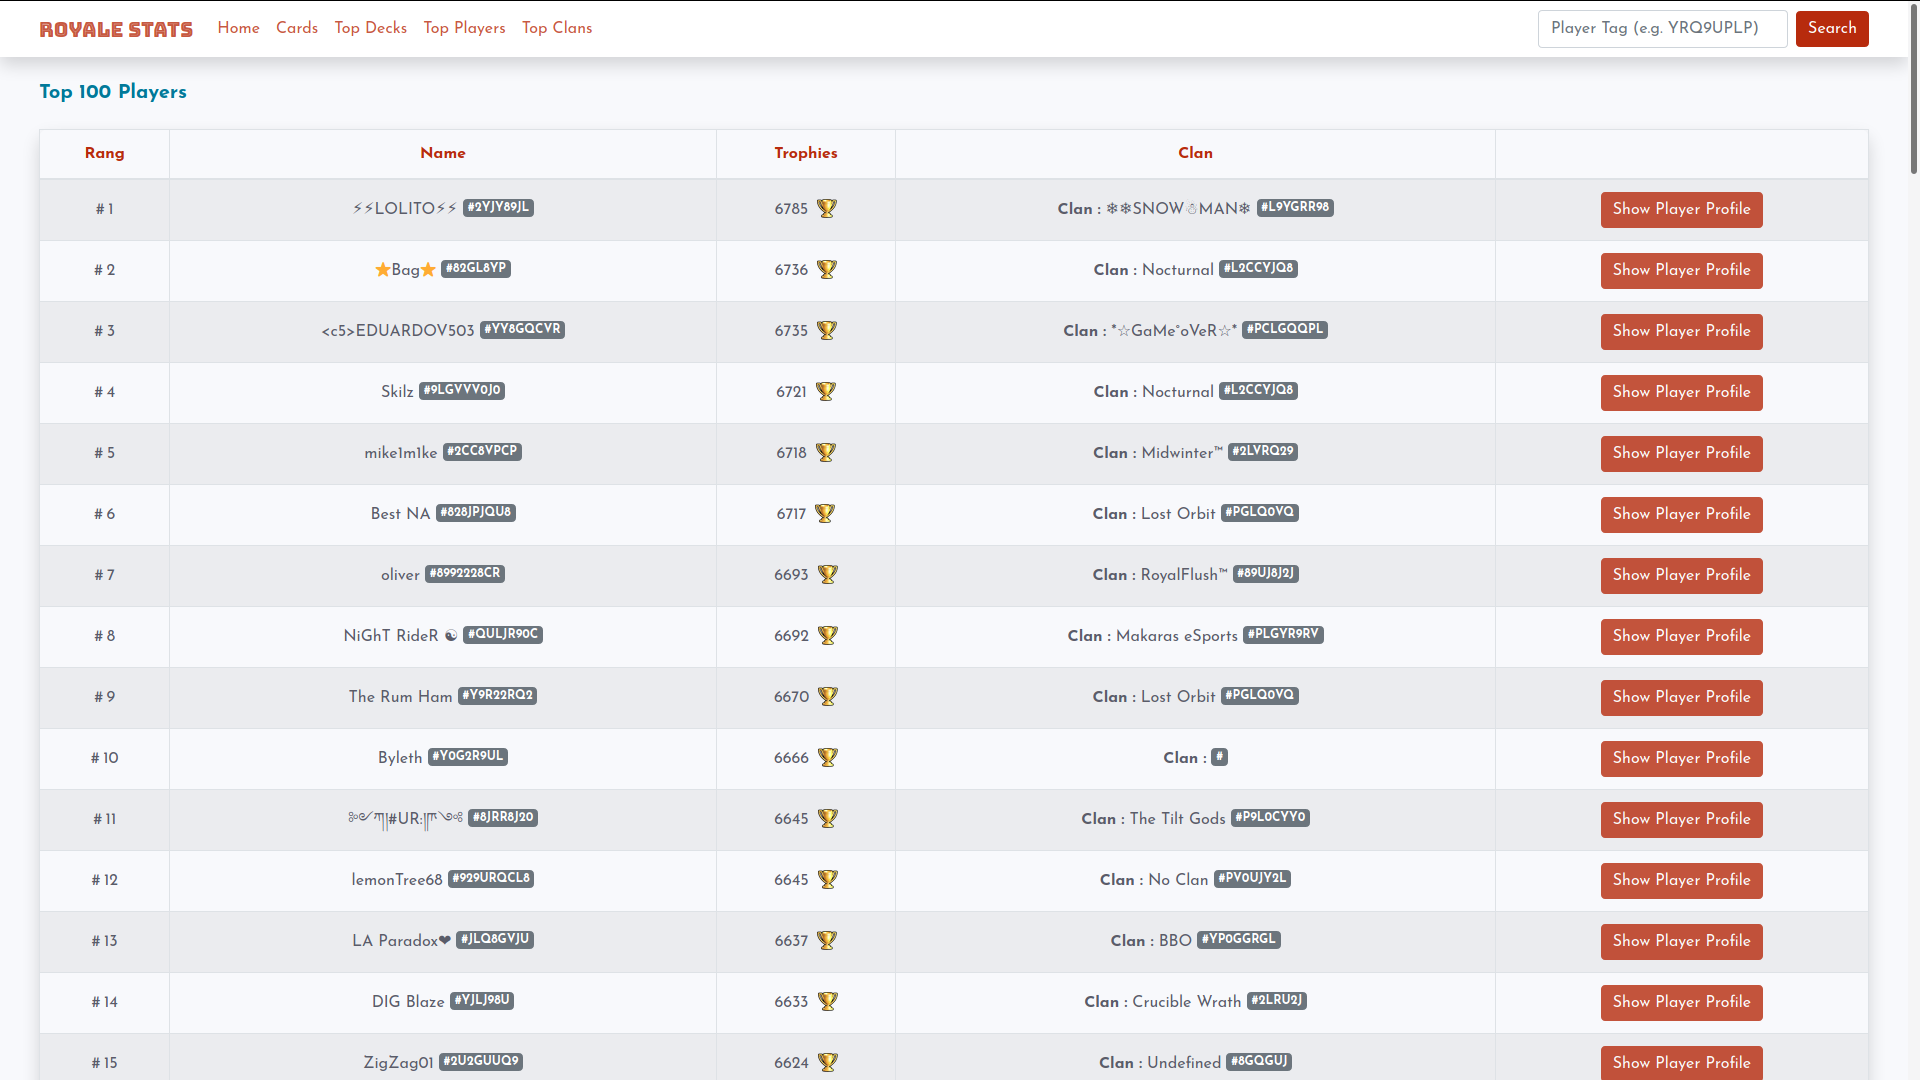 ROYALE STATS Home Cards Top Decks Top Players Top Clans Player Tag (e.g. YRQ9UPLP) Search
Top 100 Players
Rang Name Trophies Clan
# 1 ⚡⚡LOLITO⚡⚡ #2YJY89JL 6785 🏆 Clan : ❄❄SNOW☃MAN❄ #L9YGRR98 Show Player Profile
# 2 ⭐Bag⭐ #82GL8YP 6736 🏆 Clan : Nocturnal #L2CCYJQ8 Show Player Profile
# 3 <c5>EDUARDOV503 #YY8GQCVR 6735 🏆 Clan : *☆GaMe°oVeR☆* #PCLGQQPL Show Player Profile
# 4 Skilz #9LGVVV0J0 6721 🏆 Clan : Nocturnal #L2CCYJQ8 Show Player Profile
# 5 mike1m1ke #2CC8VPCP 6718 🏆 Clan : Midwinter™ #2LVRQ29 Show Player Profile
# 6 Best NA #828JPJQU8 6717 🏆 Clan : Lost Orbit #PGLQ0VQ Show Player Profile
# 7 oliver #8992228CR 6693 🏆 Clan : RoyalFlush™ #89UJ8J2J Show Player Profile
# 8 NiGhT RideR ☯ #QULJR90C 6692 🏆 Clan : Makaras eSports #PLGYR9RV Show Player Profile
# 9 The Rum Ham #Y9R22RQ2 6670 🏆 Clan : Lost Orbit #PGLQ0VQ Show Player Profile
# 10 Byleth #Y0G2R9UL 6666 🏆 Clan : # Show Player Profile
# 11 #UR: #8JRR8J20 6645 🏆 Clan : The Tilt Gods #P9L0CYY0 Show Player Profile
# 12 lemonTree68 #929URQCL8 6645 🏆 Clan : No Clan #PV0UJY2L Show Player Profile
# 13 LA Paradox❤ #JLQ8GVJU 6637 🏆 Clan : BBO #YP0GGRGL Show Player Profile
# 14 DIG Blaze #YJLJ98U 6633 🏆 Clan : Crucible Wrath #2LRU2J Show Player Profile
# 15 ZigZag01 #2U2GUUQ9 6624 🏆 Clan : Undefined #8GQGUJ Show Player Profile